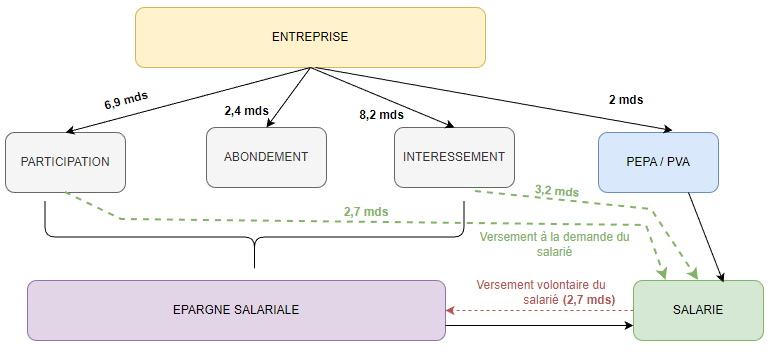 ENTREPRISE
6,9 mds
2,4 mds
8,2 mds
2 mds
PARTICIPATION
ABONDEMENT
INTERESSEMENT
PEPA / PVA
2,7 mds
3,2 mds
Versement à la demande du
salarié
Versement volontaire du
salarié (2,7 mds)
EPARGNE SALARIALE
SALARIE